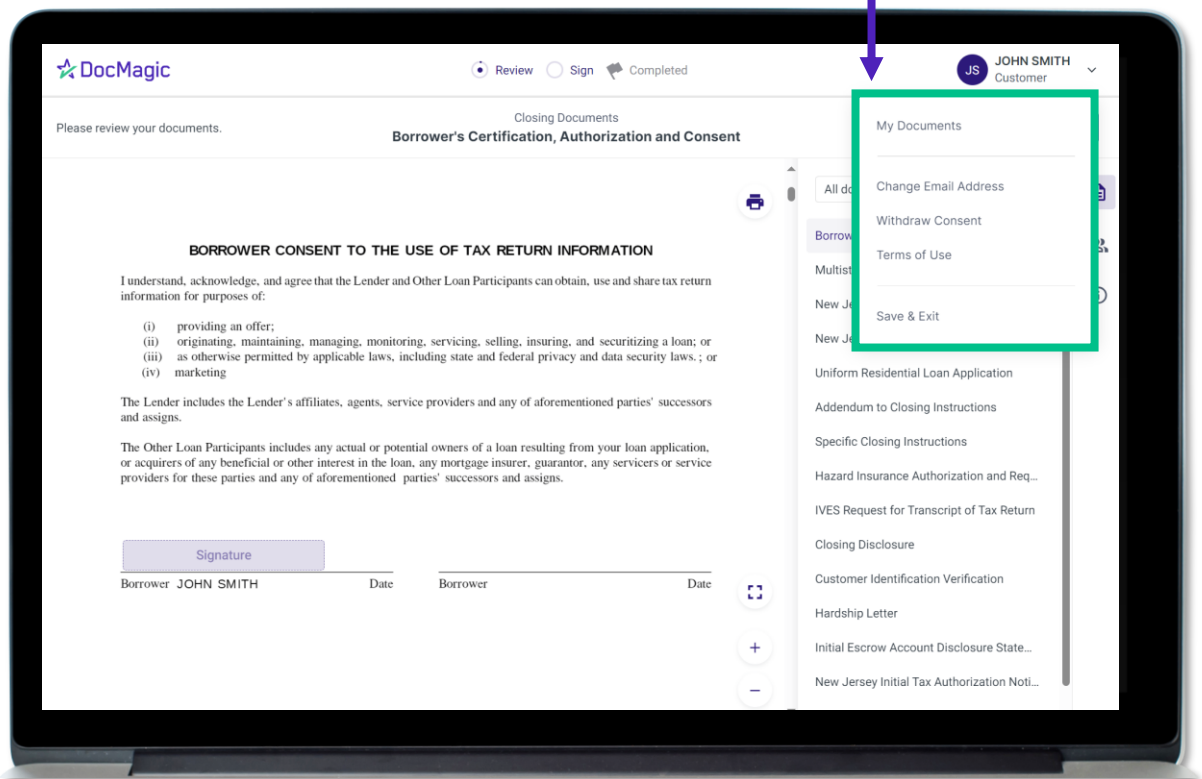 DocMagic
Review Sign Completed
JS
JOHN SMITH
Customer
Please review your documents.
Closing Documents
Borrower's Certification, Authorization and Consent
My Documents
Change Email Address
Withdraw Consent
Terms of Use
Save & Exit
BORROWER CONSENT TO THE USE OF TAX RETURN INFORMATION
I understand, acknowledge, and agree that the Lender and Other Loan Participants can obtain, use and share tax return
information for purposes of:
(i) providing an offer;
(ii) originating, maintaining, managing, monitoring, servicing, selling, insuring, and securitizing a loan; or
(iii) as otherwise permitted by applicable laws, including state and federal privacy and data security laws. ; or
(iv) marketing
The Lender includes the Lender's affiliates, agents, service providers and any of aforementioned parties' successors
and assigns.
The Other Loan Participants includes any actual or potential owners of a loan resulting from your loan application,
or acquirers of any beneficial or other interest in the loan, any mortgage insurer, guarantor, any servicers or service
providers for these parties and any of aforementioned parties' successors and assigns.
Signature
Borrower JOHN SMITH Date Borrower Date
All do
Borrow
Multist
New Je
New Je
Uniform Residential Loan Application
Addendum to Closing Instructions
Specific Closing Instructions
Hazard Insurance Authorization and Req...
IVES Request for Transcript of Tax Return
Closing Disclosure
Customer Identification Verification
Hardship Letter
Initial Escrow Account Disclosure State...
New Jersey Initial Tax Authorization Noti...